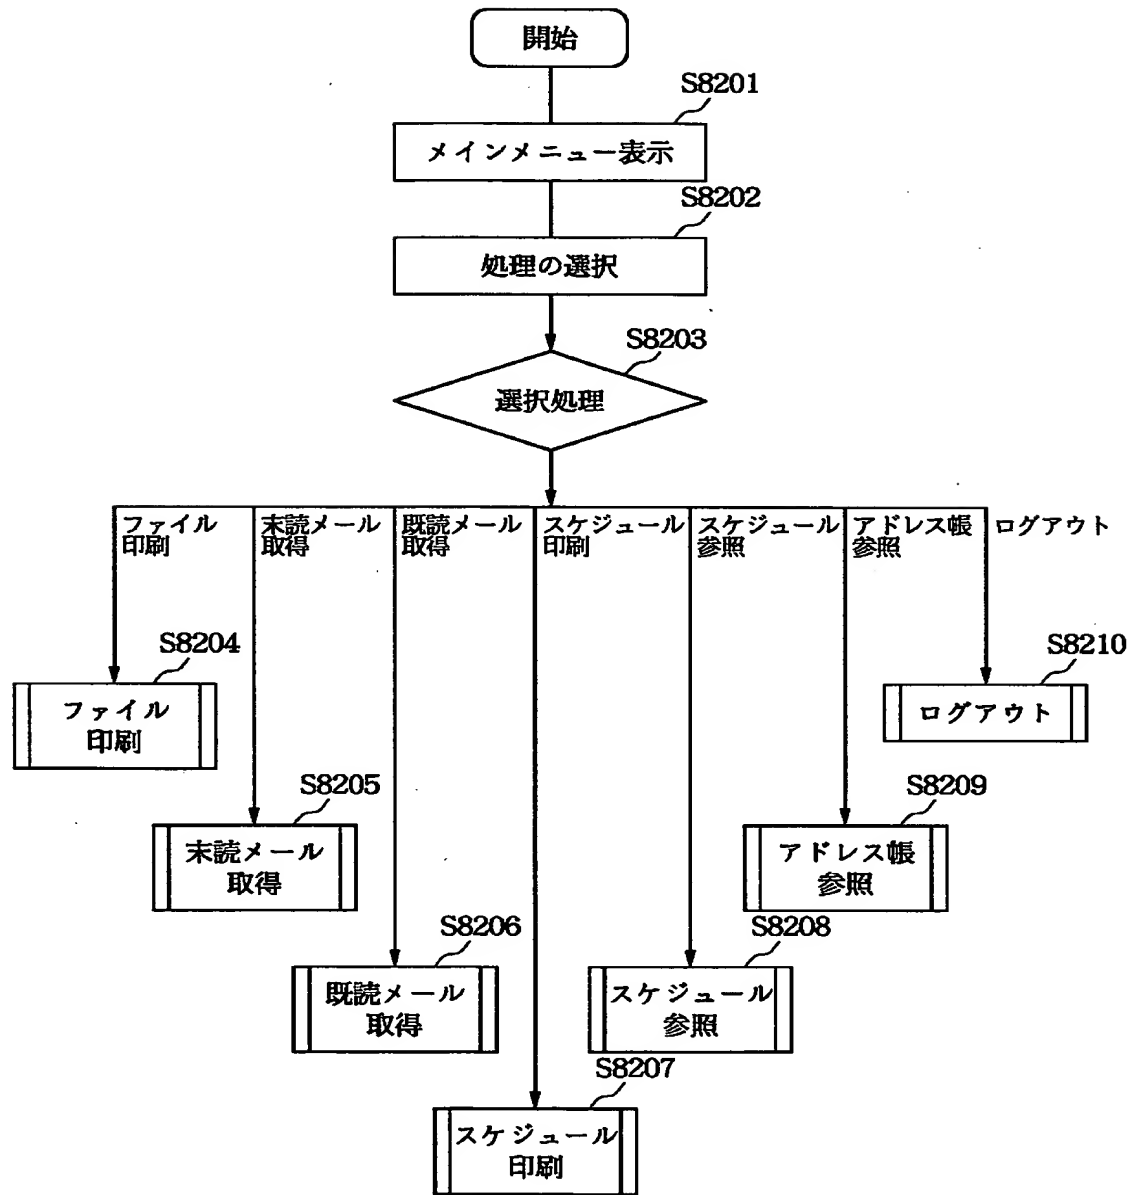 開始
S8201
メインメニュー表示
S8202
処理の選択
S8203
選択処理
ファイル
印刷
末読メール
取得
既読メール
取得
スケジュール
印刷
スケジュール
参照
アドレス帳
参照
ログアウト
S8204
ファイル
印刷
S8210
ログアウト
S8205
末読メール
取得
S8209
アドレス帳
参照
S8206
既読メール
取得
S8208
スケジュール
参照
S8207
スケジュール
印刷